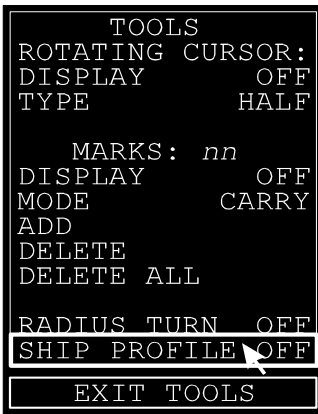 TOOLS
ROTATING CURSOR:
DISPLAY OFF
TYPE HALF
MARKS: nn
DISPLAY OFF
MODE CARRY
ADD
DELETE
DELETE ALL
RADIUS TURN OFF
SHIP PROFILE OFF
EXIT TOOLS